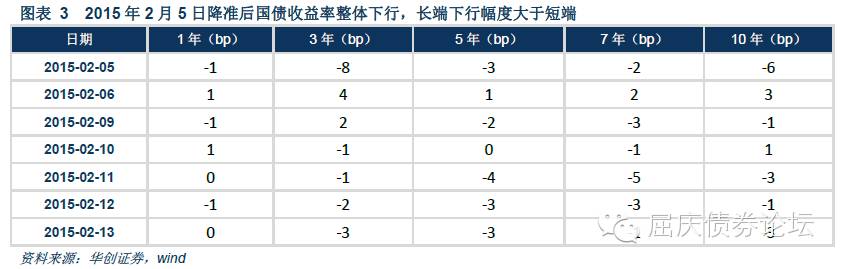 图表 3 2015 年 2 月 5 日降准后国债收益率整体下行，长端下行幅度大于短端
日期 1 年（bp） 3 年（bp） 5 年（bp） 7 年（bp） 10 年（bp）
2015-02-05 -1 -8 -3 -2 -6
2015-02-06 1 4 1 2 3
2015-02-09 -1 2 -2 -3 -1
2015-02-10 1 -1 0 -1 1
2015-02-11 0 -1 -4 -5 -3
2015-02-12 -1 -2 -3 -3 -1
2015-02-13 0 -3 -3
屈庆债券论坛
资料来源：华创证券，wind